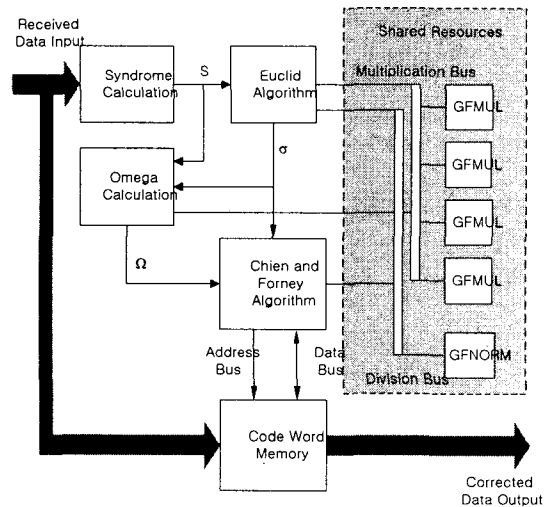 Received
Data Input
Shared Resources
Syndrome
Calculation
S
Euclid
Algorithm
Multiplication Bus
GFMUL
σ
GFMUL
Omega
Calculation
GFMUL
Ω
Chien and
Forney
Algorithm
GFMUL
Address
Bus
Data
Bus
GFNORM
Division Bus
Code Word
Memory
Corrected
Data Output